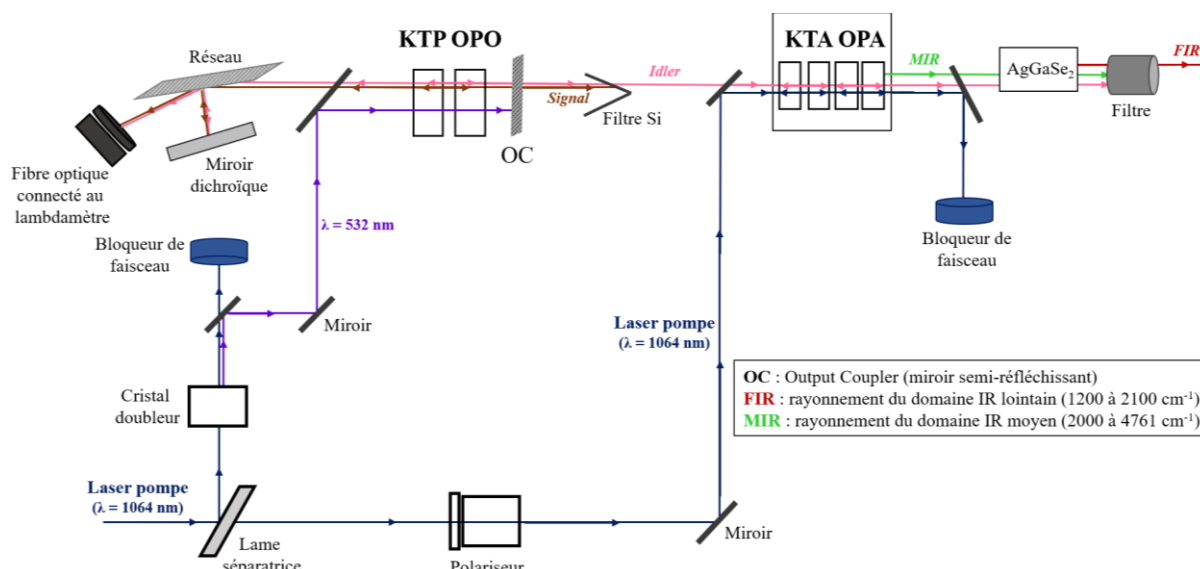 Réseau
KTP OPO
KTA OPA
MIR
FIR
AgGaSe₂
Idler
Signal
Filtre Si
Filtre
OC
Fibre optique
connecté au
lambdamètre
Miroir
dichroïque
λ = 532 nm
Bloqueur de
faisceau
Bloqueur de
faisceau
Miroir
Laser pompe
(λ = 1064 nm)
Cristal
doubleur
OC : Output Coupler (miroir semi-réfléchissant)
FIR : rayonnement du domaine IR lointain (1200 à 2100 cm⁻¹)
MIR : rayonnement du domaine IR moyen (2000 à 4761 cm⁻¹)
Laser pompe
(λ = 1064 nm)
Miroir
Lame
séparatrice
Polariseur